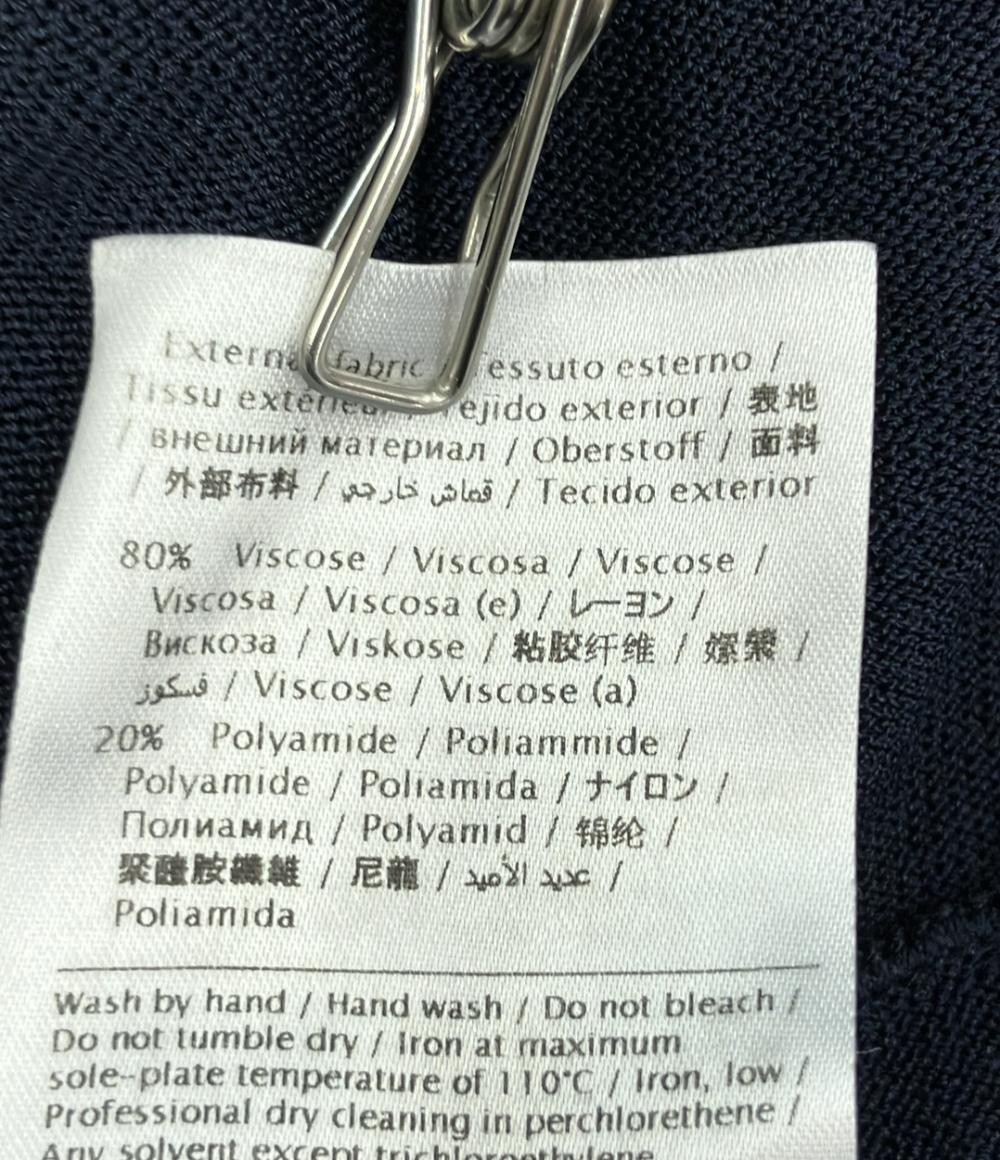 External fabric / Tessuto esterno /
Tissu extérieur / Tejido exterior / 表地
/ внешний материал / Oberstoff / 面料
/ 外部布料 / قماش خارجي / Tecido exterior
80% Viscose / Viscosa / Viscose /
Viscosa / Viscosa (e) / レーヨン /
Вискоза / Viskose / 粘胶纤维 / 嫘縈 /
فسكوز / Viscose / Viscose (a)
20% Polyamide / Poliammide /
Polyamide / Poliamida / ナイロン /
Полиамид / Polyamid / 锦纶 /
聚醯胺纖維 / 尼龍 / عديد الأميد /
Poliamida
Wash by hand / Hand wash / Do not bleach /
Do not tumble dry / Iron at maximum
sole-plate temperature of 110°C / Iron, low /
Professional dry cleaning in perchlorethene /
Any solvent except trichloroethylene